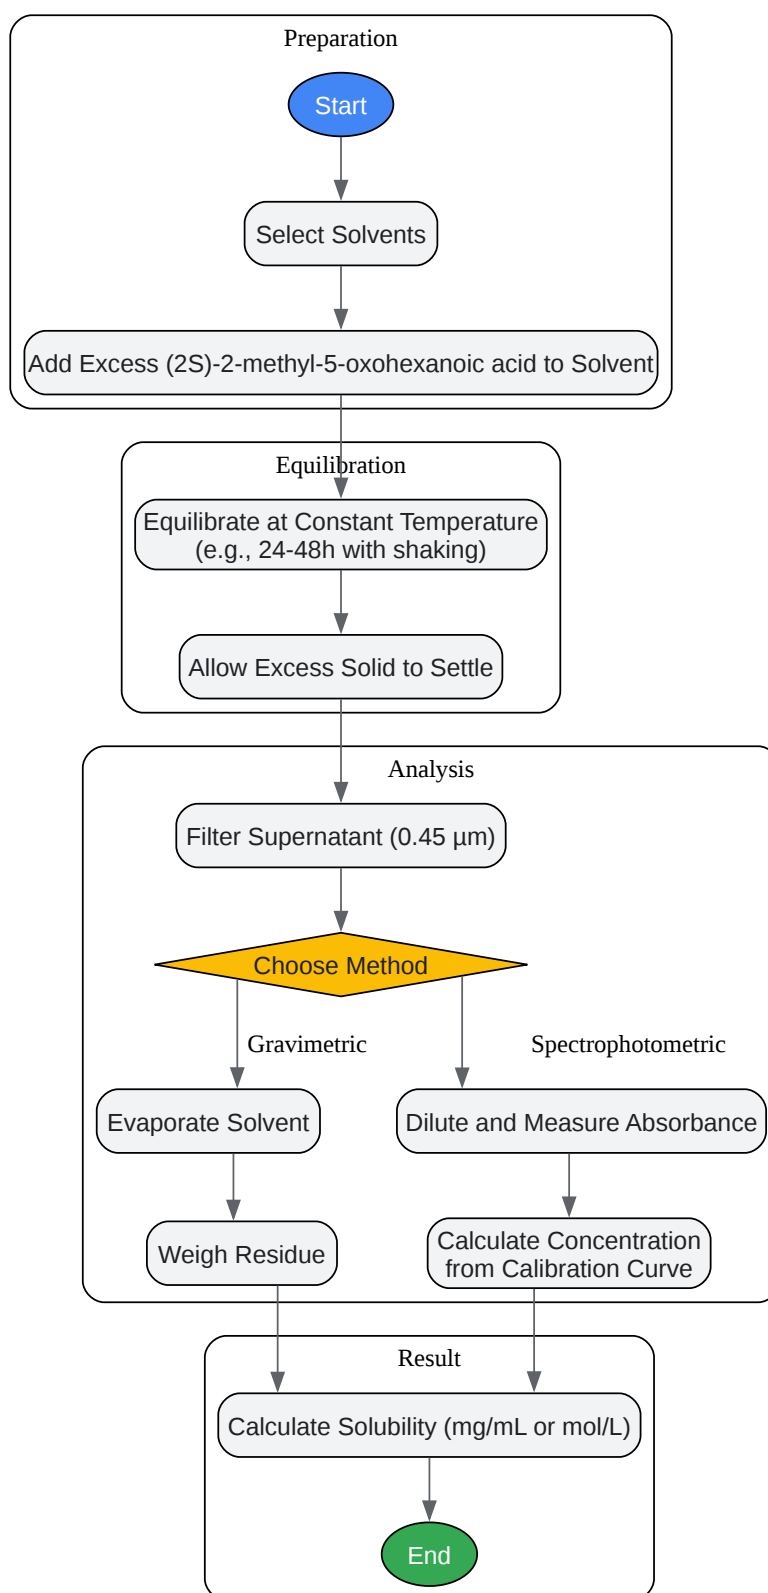 Preparation
Start
Select Solvents
Add Excess (2S)-2-methyl-5-oxohexanoic acid to Solvent
Equilibration
Equilibrate at Constant Temperature
(e.g., 24-48h with shaking)
Allow Excess Solid to Settle
Analysis
Filter Supernatant (0.45 µm)
Choose Method
Gravimetric
Spectrophotometric
Evaporate Solvent
Dilute and Measure Absorbance
Weigh Residue
Calculate Concentration
from Calibration Curve
Result
Calculate Solubility (mg/mL or mol/L)
End